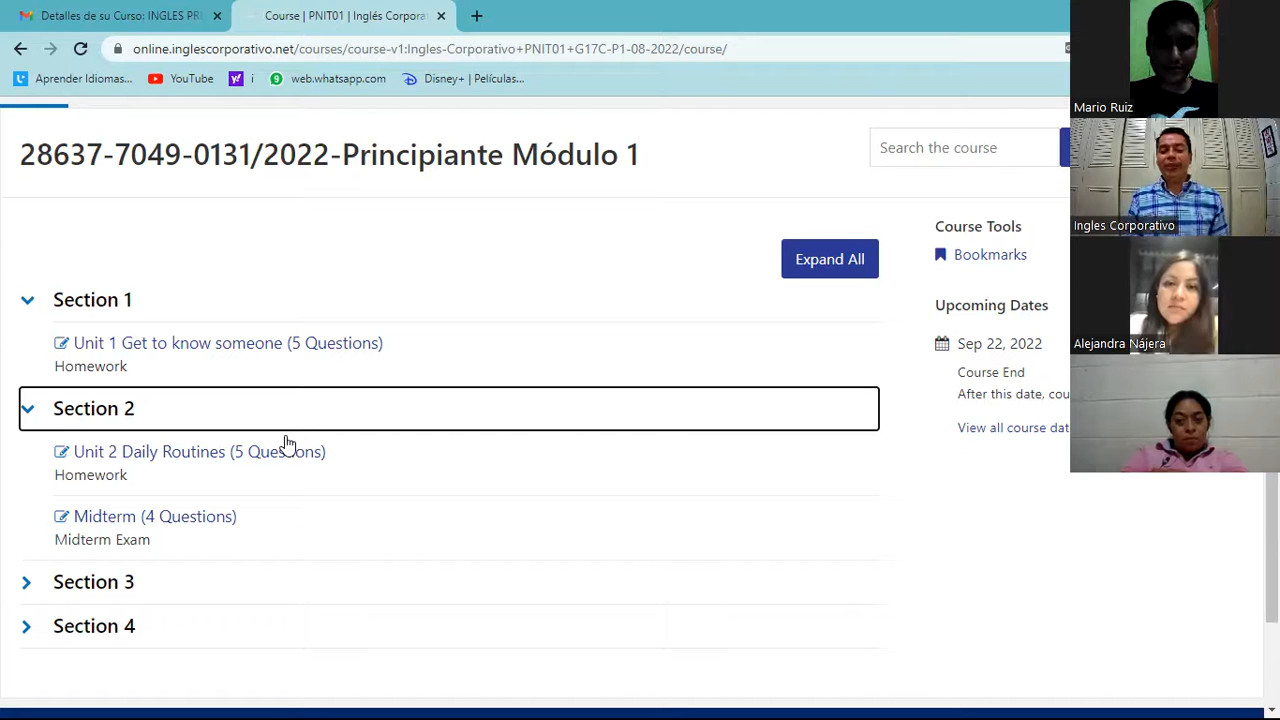 Detalles de su Curso: INGLES PRI
Course | PNIT01 | Inglés Corporat
online.inglescorporativo.net/courses/course-v1:Ingles-Corporativo+PNIT01+G17C-P1-08-2022/course/
Aprender Idiomas...
YouTube
i
web.whatsapp.com
Disney+ | Películas,...
28637-7049-0131/2022-Principiante Módulo 1
Search the course
Course Tools
Bookmarks
Expand All
Section 1
Unit 1 Get to know someone (5 Questions)
Homework
Section 2
Unit 2 Daily Routines (5 Questions)
Homework
Midterm (4 Questions)
Midterm Exam
Section 3
Section 4
Upcoming Dates
Sep 22, 2022
Course End
After this date, cou
View all course dat
Mario Ruiz
Ingles Corporativo
Alejandra Nájera